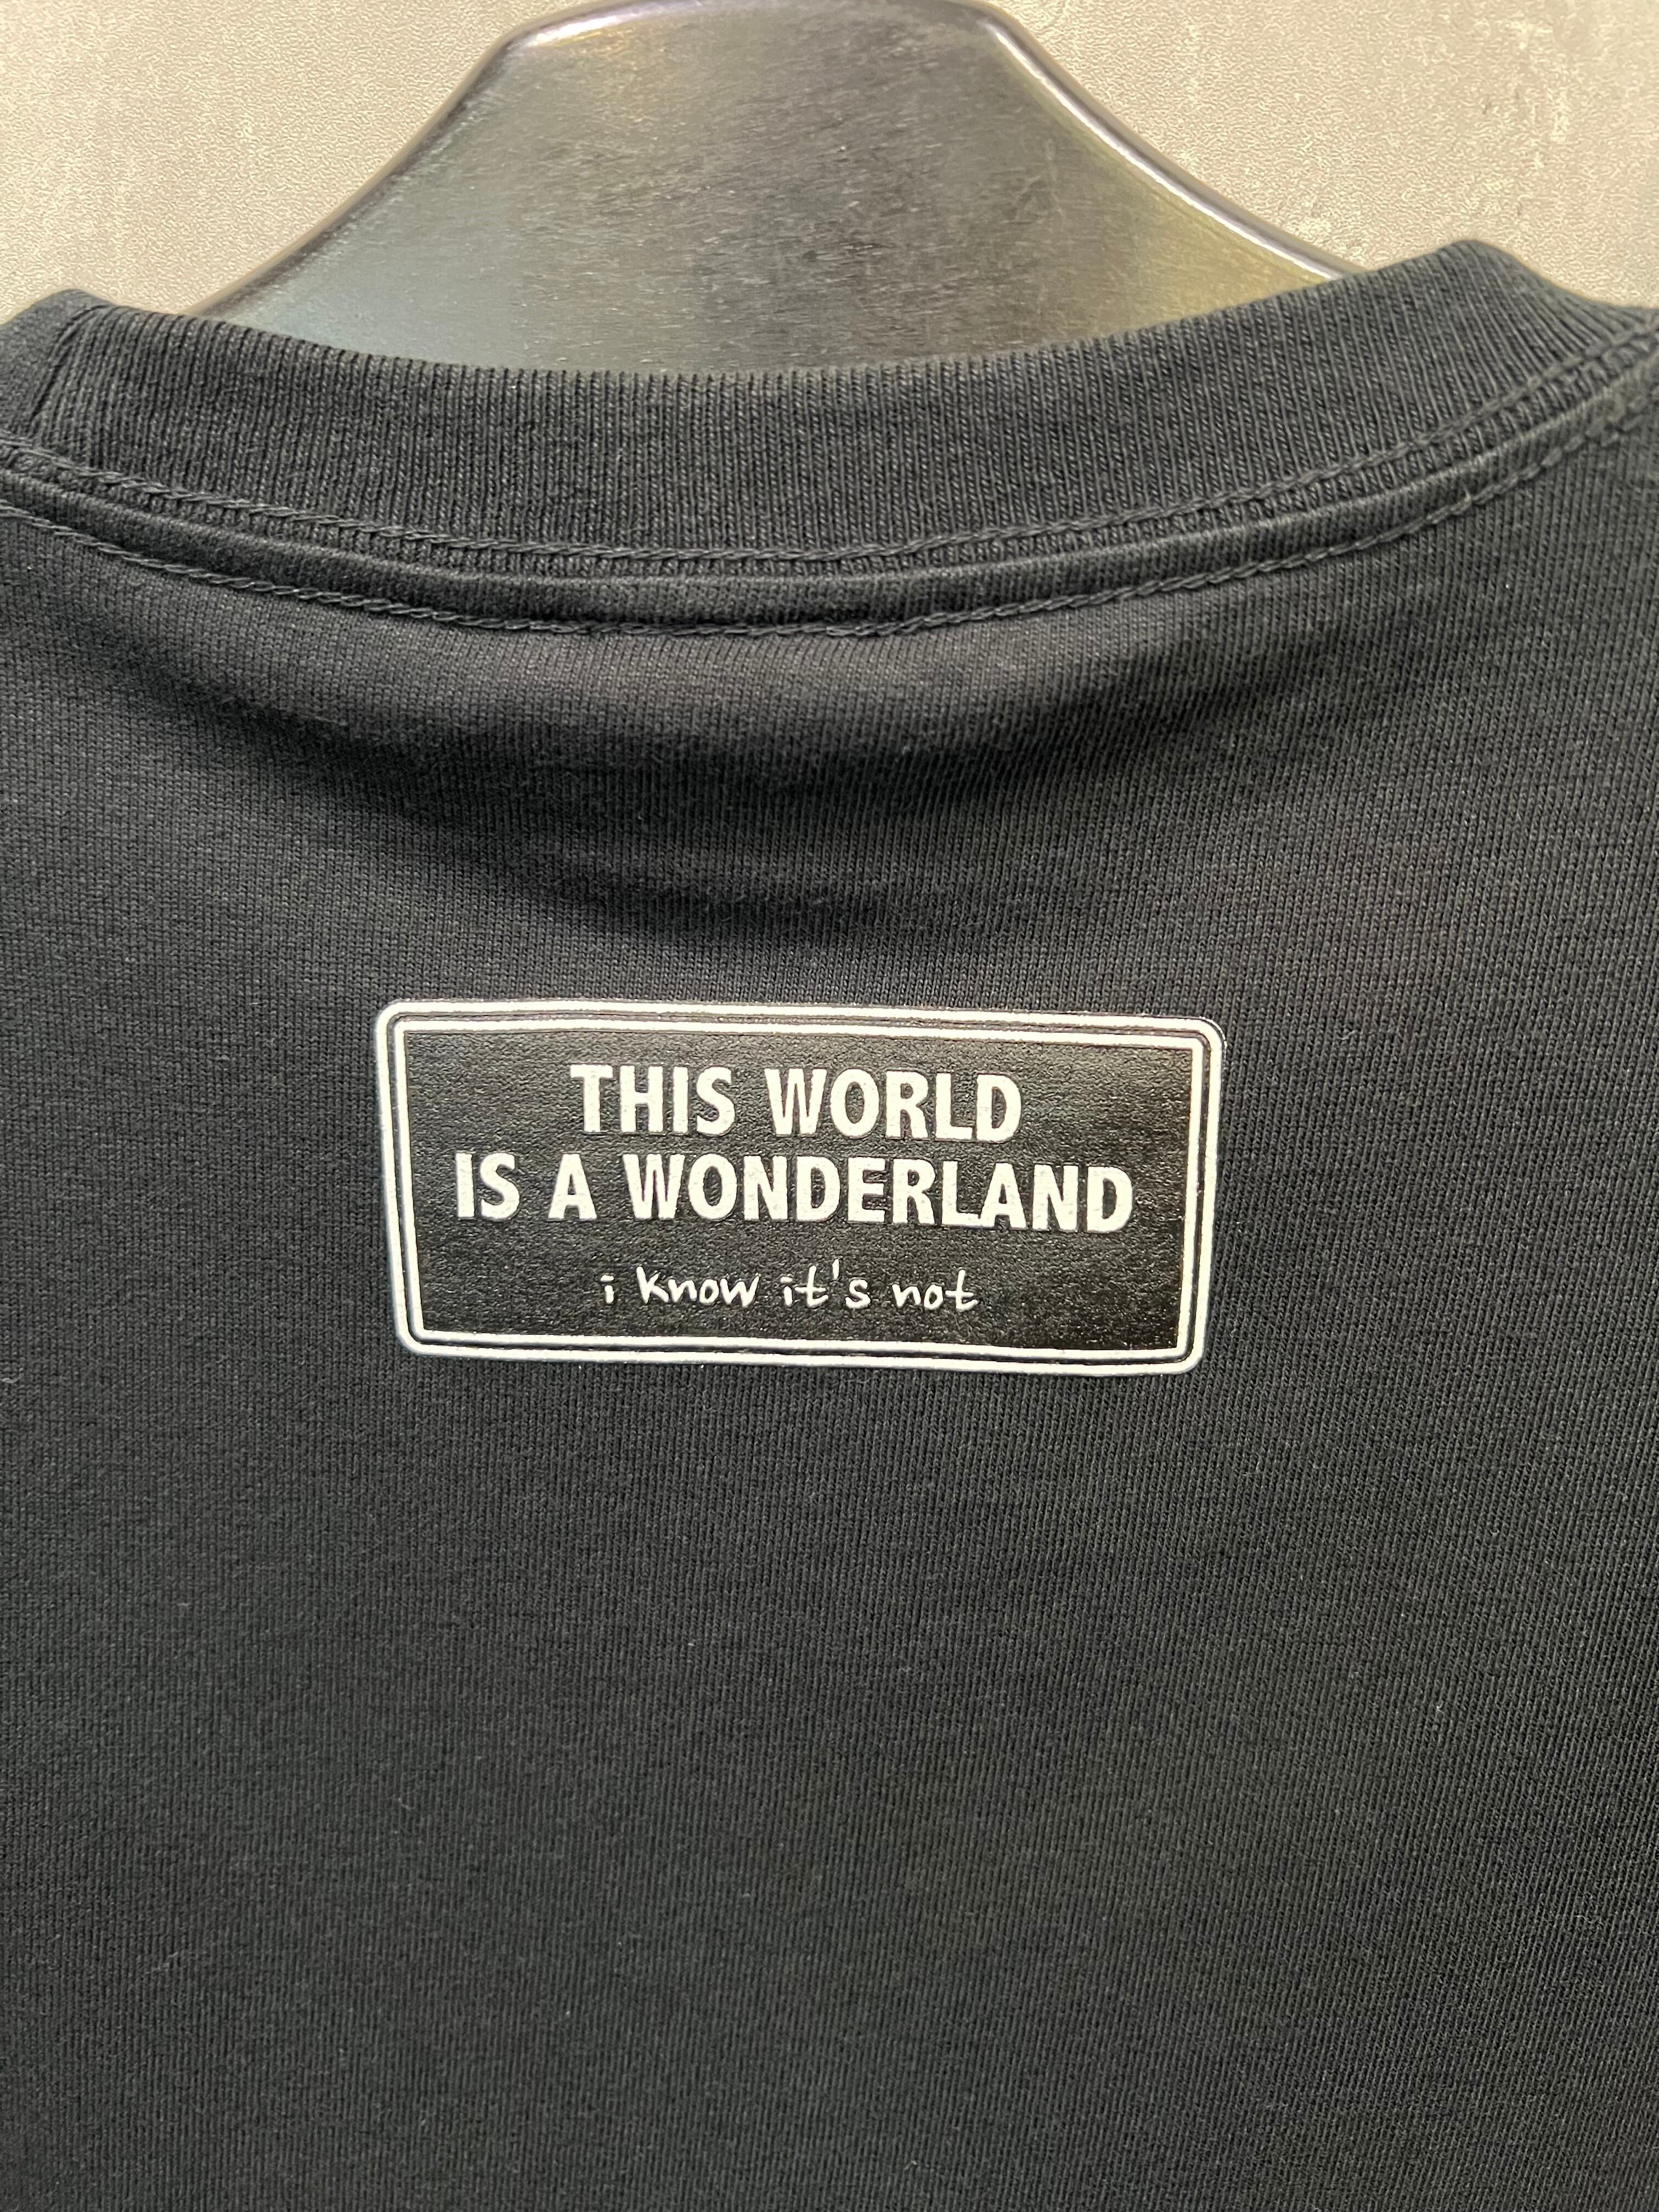 THIS WORLD
IS A WONDERLAND
i know it's not